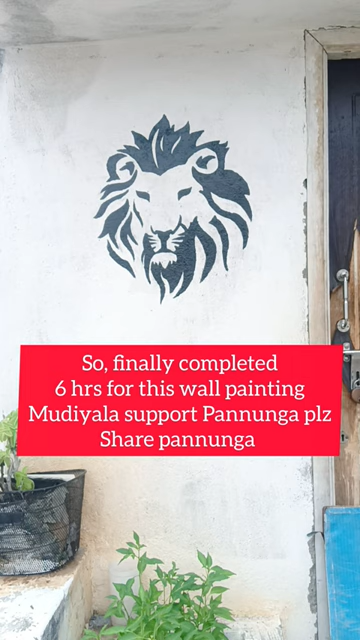 So, finally completed
6 hrs for this wall painting
Mudiyala support Pannunga plz
Share pannunga